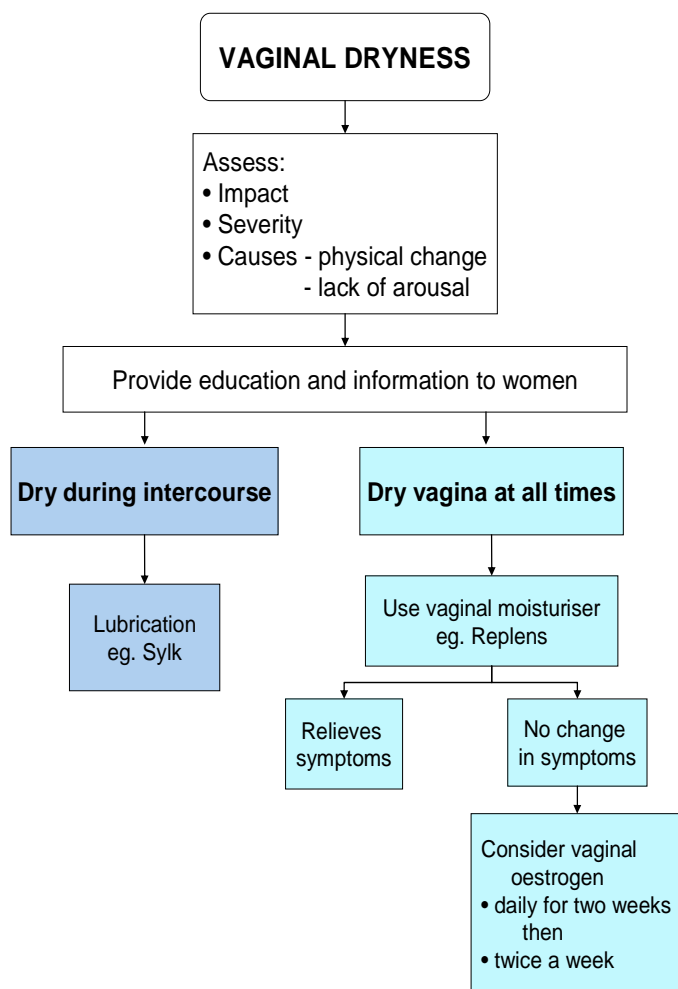 VAGINAL DRYNESS
Assess:
• Impact
• Severity
• Causes - physical change
- lack of arousal
Provide education and information to women
Dry during intercourse
Dry vagina at all times
Lubrication
eg. Sylk
Use vaginal moisturiser
eg. Replens
Relieves
symptoms
No change
in symptoms
Consider vaginal
oestrogen
• daily for two weeks
then
• twice a week